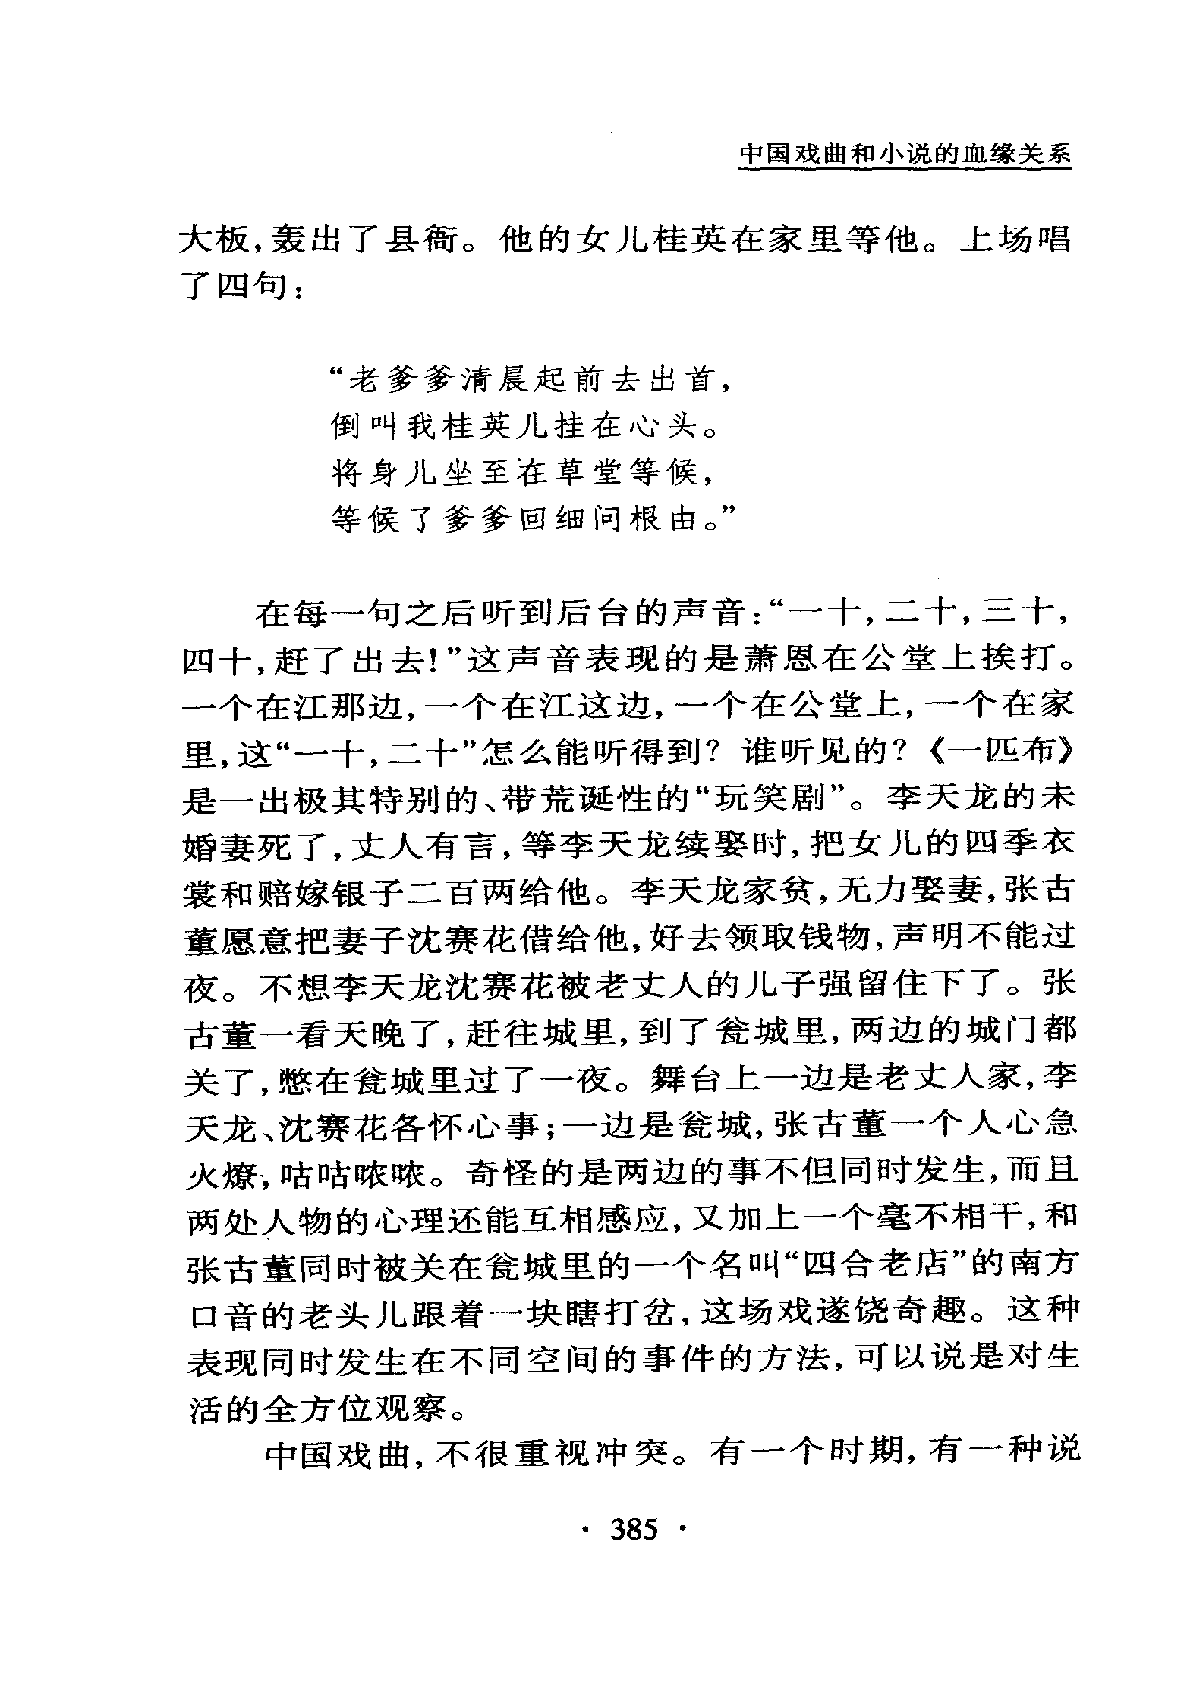 中国戏曲和小说的血缘关系
大板,轰出了县衙。他的女儿桂英在家里等他。上场唱
了四句:
“老爹爹清晨起前去出首,
倒叫我桂英儿挂在心头。
将身儿坐至在草堂等候,
等候了爹爹回细问根由。”
在每一句之后听到后台的声音:“一十,二十,三十,
四十,赶了出去!”这声音表现的是萧恩在公堂上挨打。
一个在江那边,一个在江这边,一个在公堂上,一个在家
里,这“一十,二十”怎么能听得到?谁听见的?《一匹布》
是一出极其特别的、带荒诞性的“玩笑剧”。李天龙的未
婚妻死了,丈人有言,等李天龙续娶时,把女儿的四季衣
裳和赔嫁银子二百两给他。李天龙家贫,无力娶妻,张古
董愿意把妻子沈赛花借给他,好去领取钱物,声明不能过
夜。不想李天龙沈赛花被老丈人的儿子强留住下了。张
古董一看天晚了,赶往城里,到了瓮城里,两边的城门都
关了,憋在瓮城里过了一夜。舞台上一边是老丈人家,李
天龙、沈赛花各怀心事;一边是瓮城,张古董一个人心急
火燎,咕咕哝哝。奇怪的是两边的事不但同时发生,而且
两处人物的心理还能互相感应,又加上一个毫不相干,和
张古董同时被关在瓮城里的一个名叫“四合老店”的南方
口音的老头儿跟着一块瞎打岔,这场戏遂饶奇趣。这种
表现同时发生在不同空间的事件的方法,可以说是对生
活的全方位观察。
中国戏曲,不很重视冲突。有一个时期,有一种说
· 385 ·